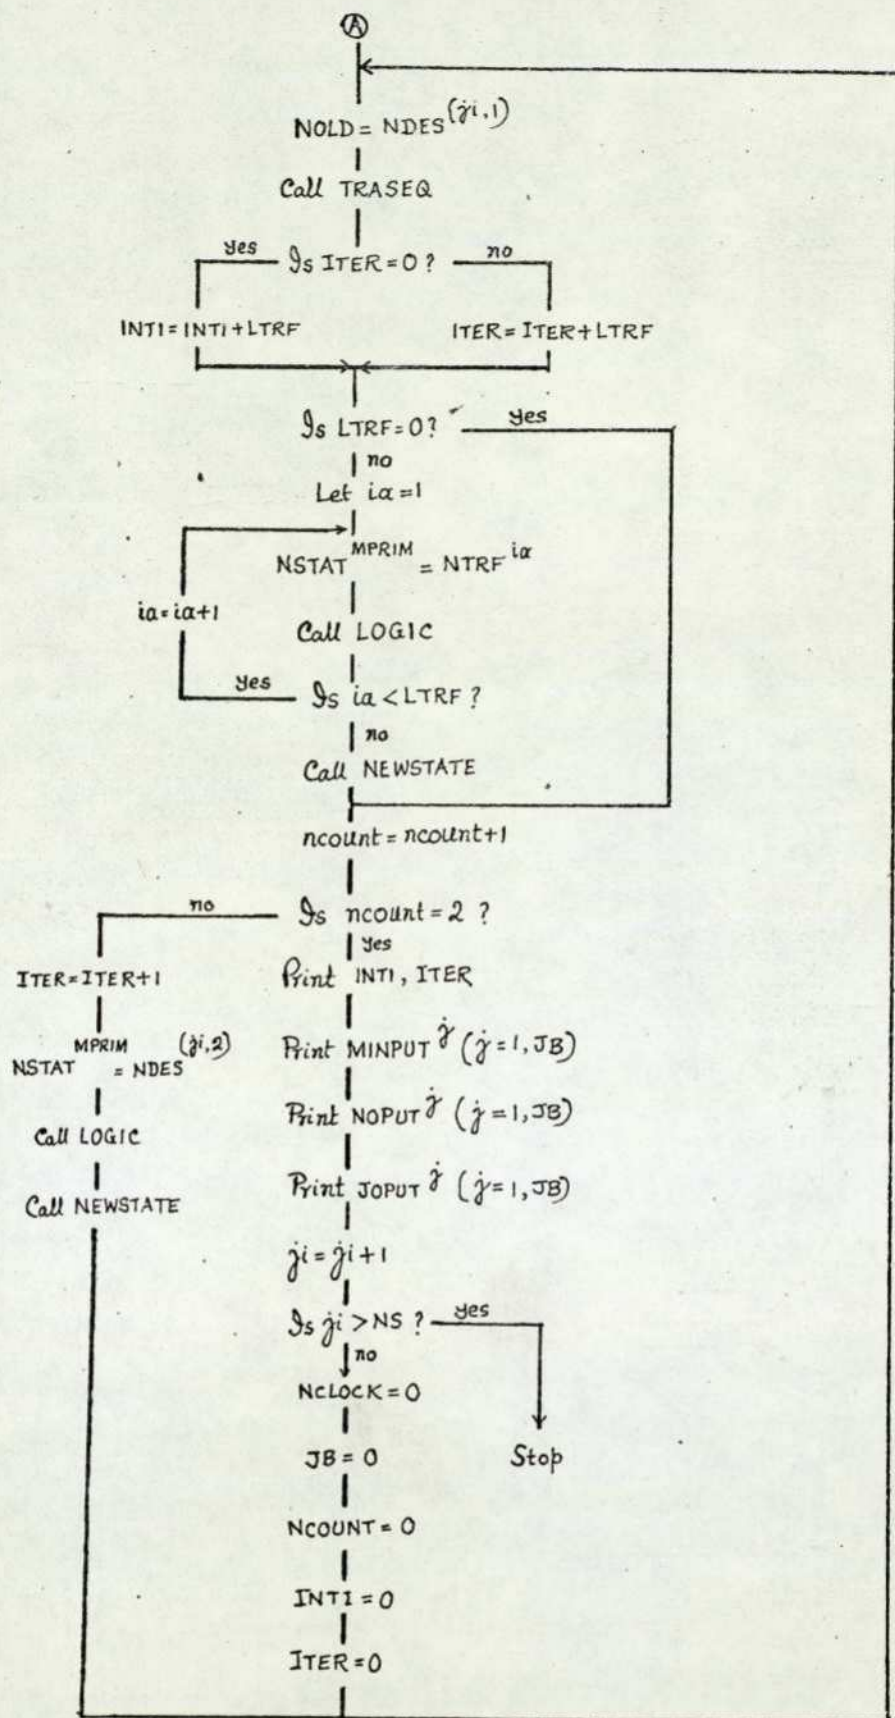 A
NOLD = NDES^(ji,1)
Call TRASEQ
yes Is ITER=0? no
INTI=INTI+LTRF ITER=ITER+LTRF
Is LTRF=0? yes
no
Let ia=1
NSTAT^MPRIM = NTRF^ia
ia=ia+1
Call LOGIC
yes Is ia<LTRF?
no
Call NEWSTATE
ncount=ncount+1
no Is ncount=2?
yes
ITER=ITER+1 Print INTI, ITER
NSTAT^MPRIM = NDES^(ji,2) Print MINPUT^j (j=1,JB)
Call LOGIC Print NOPUT^j (j=1,JB)
Call NEWSTATE Print JOPUT^j (j=1,JB)
ji=ji+1
Is ji>NS? yes
no
NCLOCK=0
JB=0 Stop
NCOUNT=0
INTI=0
ITER=0